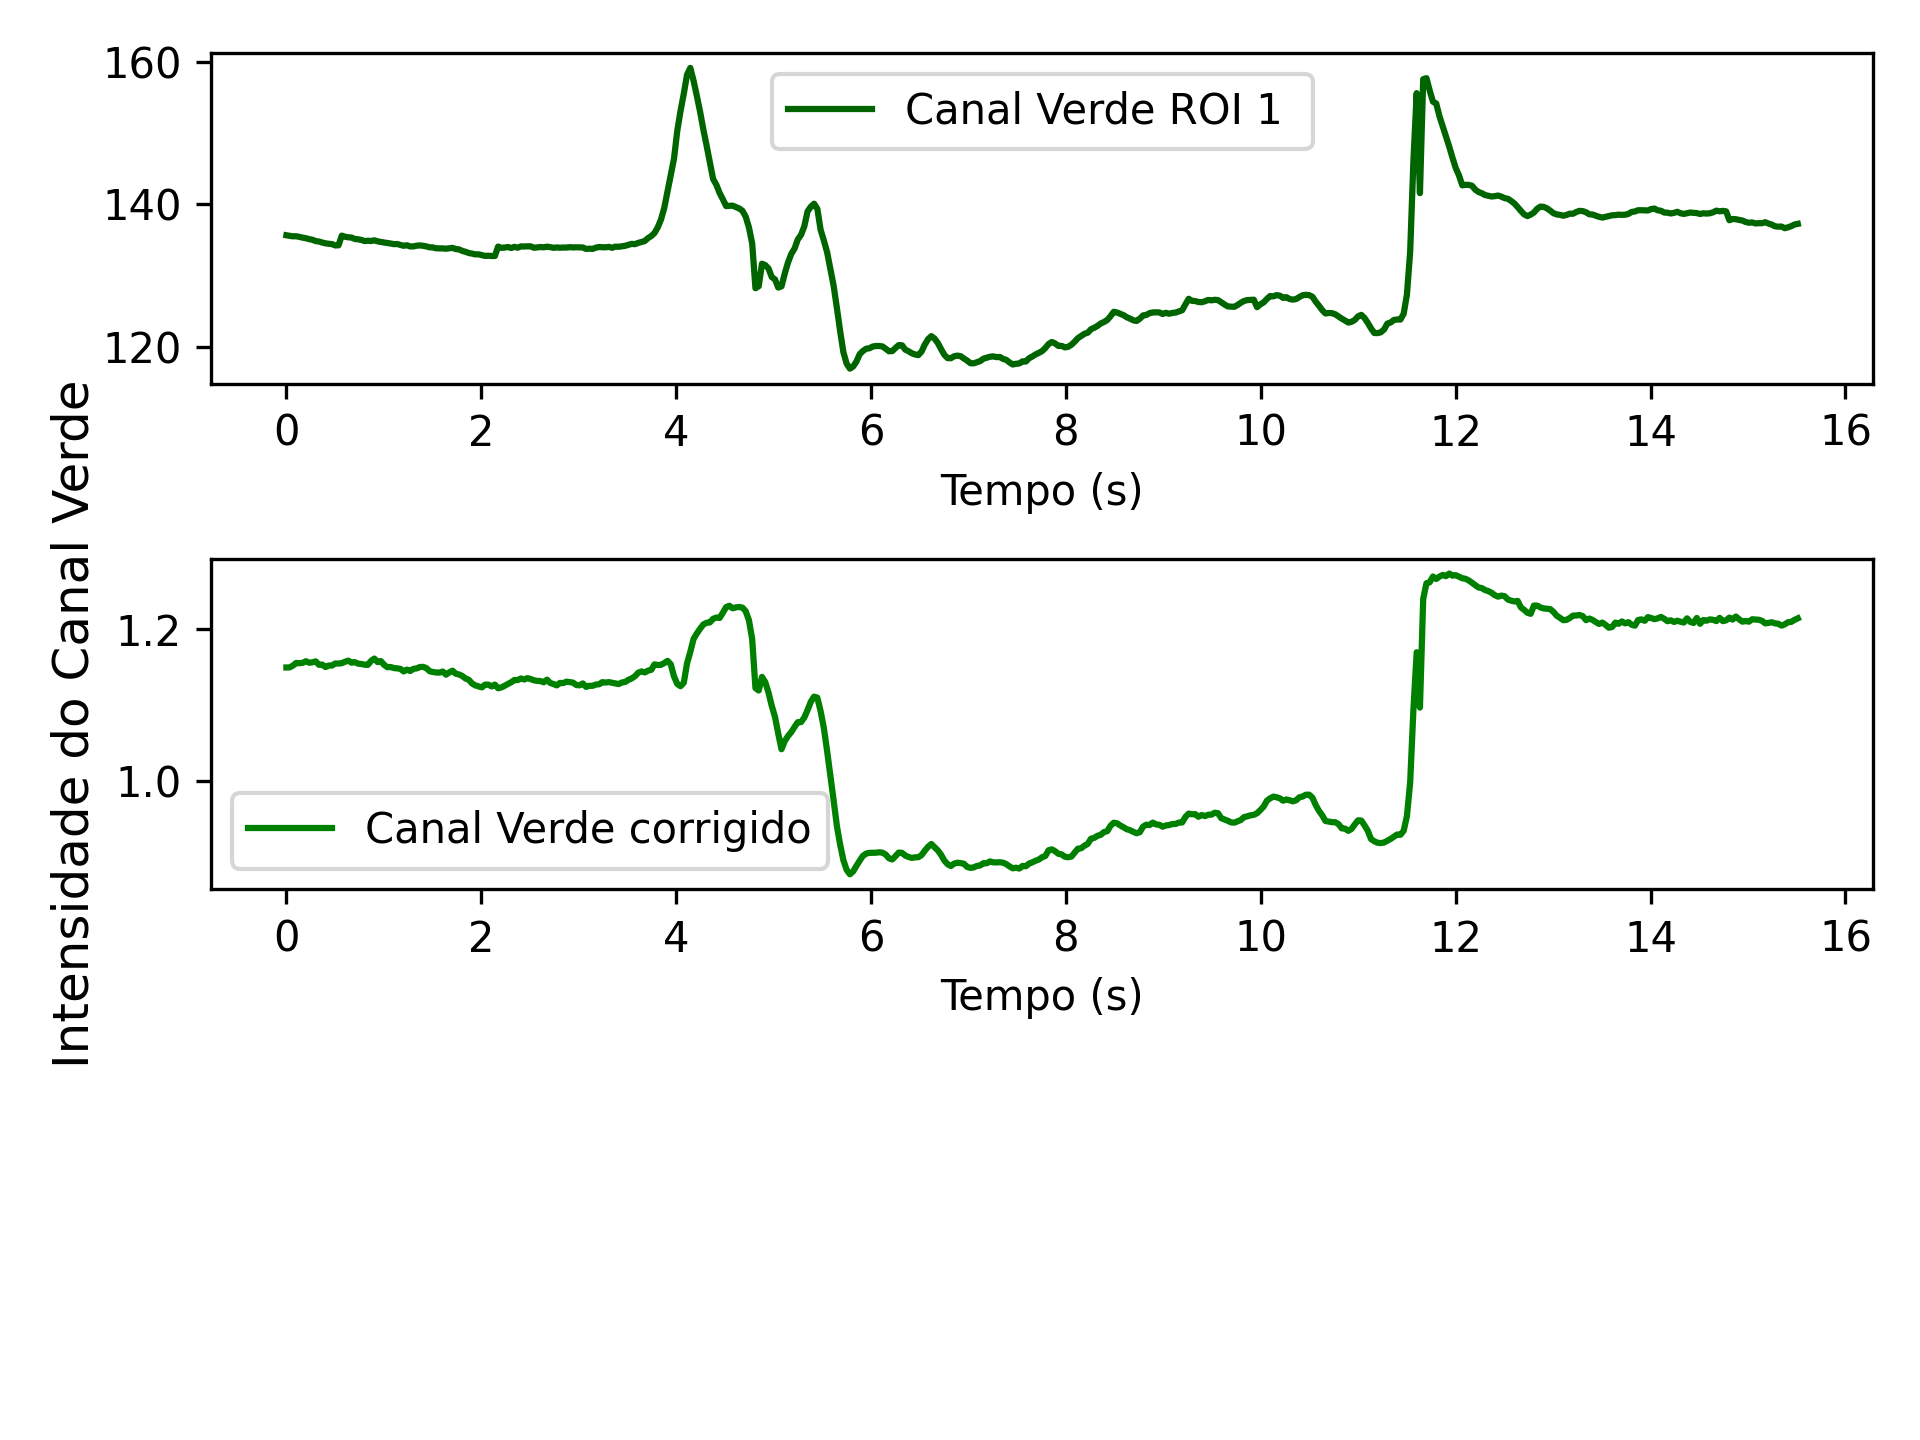 160
140
120
Canal Verde ROI 1
0 2 4 6 8 10 12 14 16
Tempo (s)
Intensidade do Canal Verde
1.2
1.0
Canal Verde corrigido
0 2 4 6 8 10 12 14 16
Tempo (s)